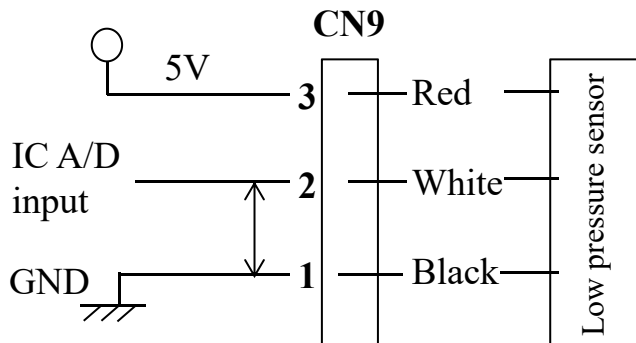 CN9
5V
3
Red
IC A/D
input
2
White
GND
1
Black
Low pressure sensor